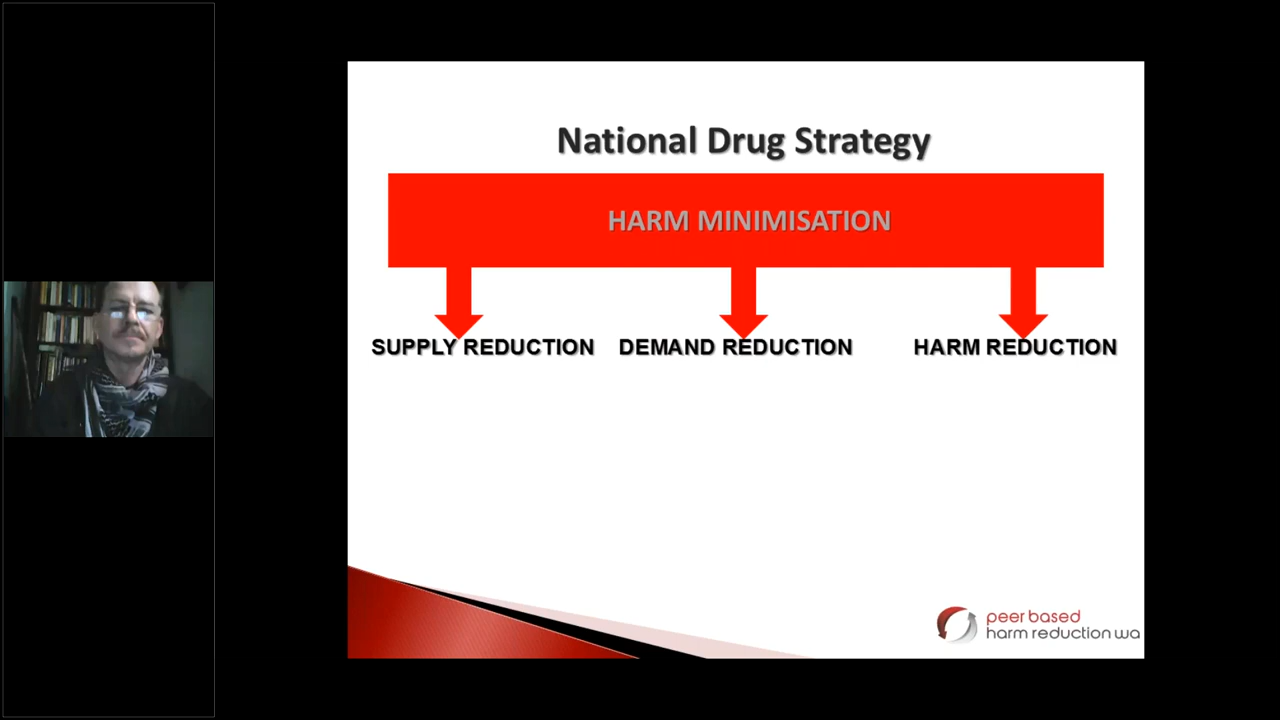 National Drug Strategy
HARM MINIMISATION
SUPPLY REDUCTION DEMAND REDUCTION HARM REDUCTION
peer based
harm reduction wa